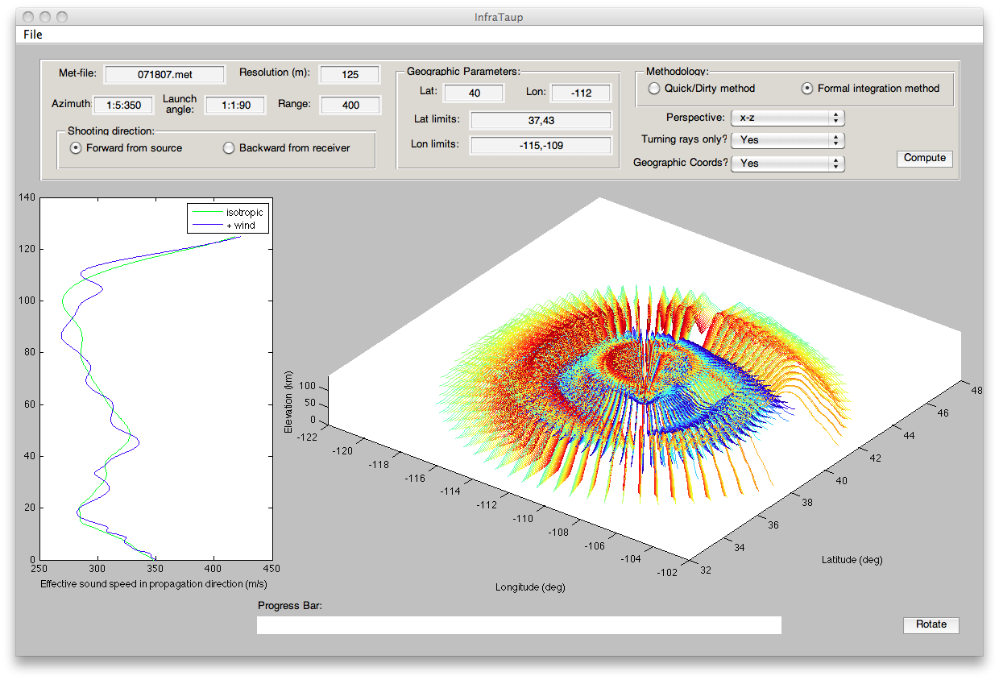 InfraTaup
File
Met-file: 071807.met Resolution (m): 125
Azimuth: 1:5:350 Launch angle: 1:1:90 Range: 400
Shooting direction:
Forward from source Backward from receiver
Geographic Parameters:
Lat: 40 Lon: -112
Lat limits: 37,43
Lon limits: -115,-109
Methodology:
Quick/Dirty method Formal integration method
Perspective: x-z
Turning rays only? Yes
Geographic Coords? Yes
Compute
140
120
100
80
60
40
20
0
250 300 350 400 450
Effective sound speed in propagation direction (m/s)
isotropic
+ wind
Elevation (km)
100
50
0
-122
-120
-118
-116
-114
-112
-110
-108
-106
-104
-102
Longitude (deg)
32
34
36
38
40
42
44
46
48
Latitude (deg)
Progress Bar:
Rotate